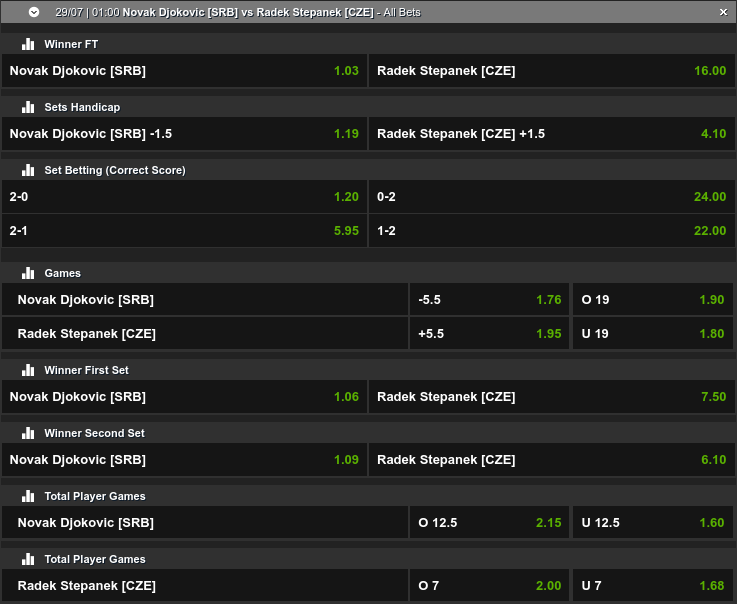 29/07 | 01:00 Novak Djokovic [SRB] vs Radek Stepanek [CZE] - All Bets
Winner FT
Novak Djokovic [SRB] 1.03 Radek Stepanek [CZE] 16.00
Sets Handicap
Novak Djokovic [SRB] -1.5 1.19 Radek Stepanek [CZE] +1.5 4.10
Set Betting (Correct Score)
2-0 1.20 0-2 24.00
2-1 5.95 1-2 22.00
Games
Novak Djokovic [SRB] -5.5 1.76 O 19 1.90
Radek Stepanek [CZE] +5.5 1.95 U 19 1.80
Winner First Set
Novak Djokovic [SRB] 1.06 Radek Stepanek [CZE] 7.50
Winner Second Set
Novak Djokovic [SRB] 1.09 Radek Stepanek [CZE] 6.10
Total Player Games
Novak Djokovic [SRB] O 12.5 2.15 U 12.5 1.60
Total Player Games
Radek Stepanek [CZE] O 7 2.00 U 7 1.68